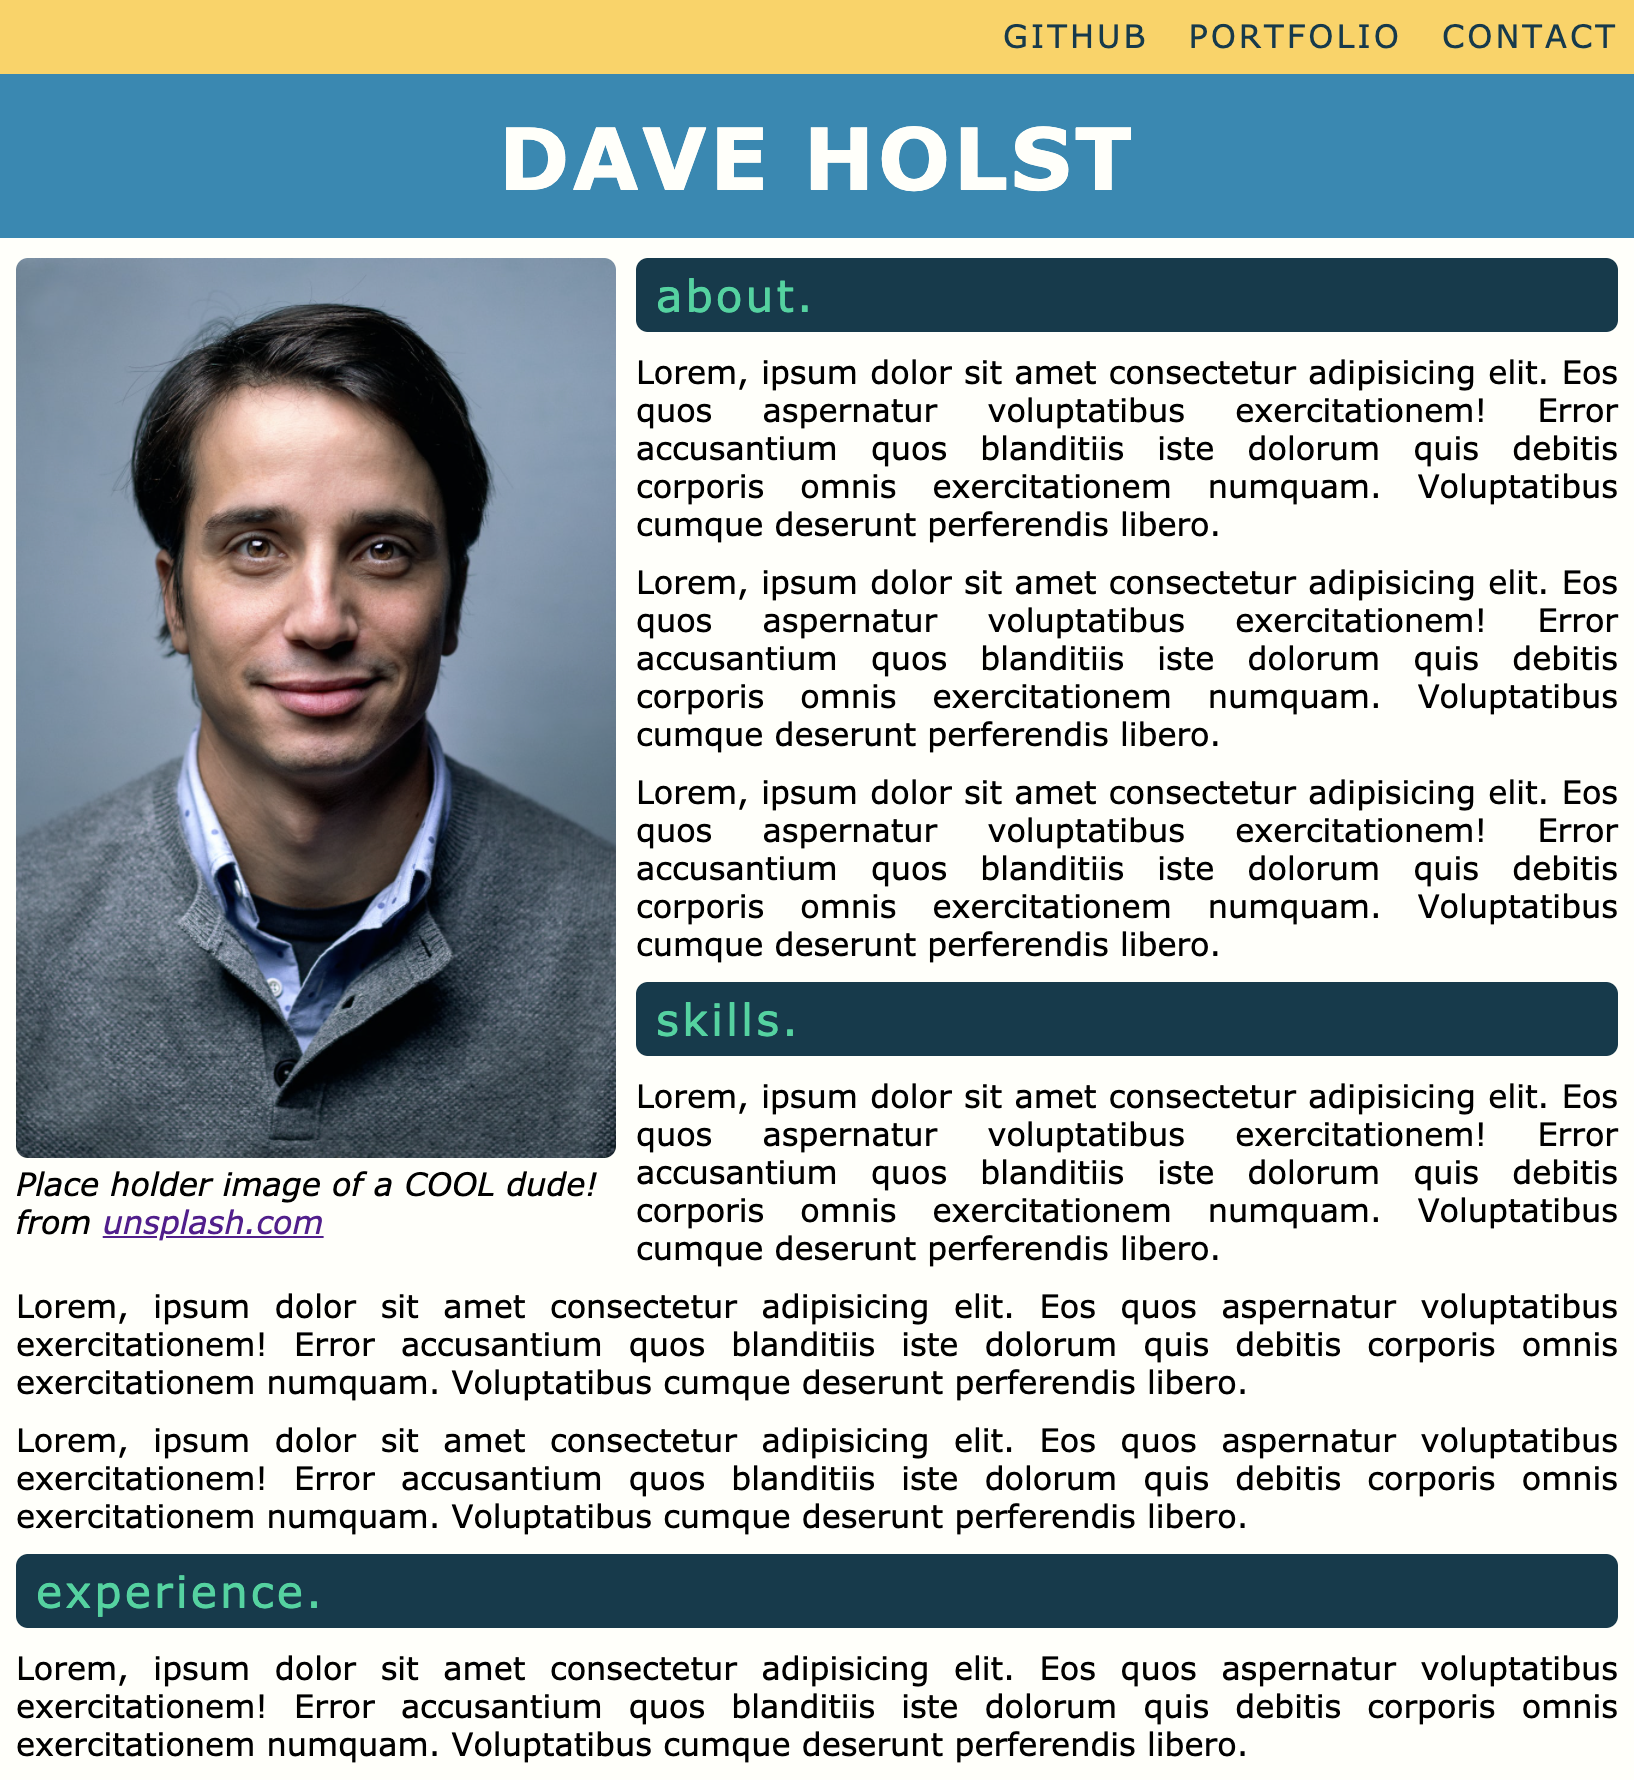 GITHUB PORTFOLIO CONTACT
DAVE HOLST
Place holder image of a COOL dude!
from unsplash.com
about.
Lorem, ipsum dolor sit amet consectetur adipisicing elit. Eos
quos aspernatur voluptatibus exercitationem! Error
accusantium quos blanditiis iste dolorum quis debitis
corporis omnis exercitationem numquam. Voluptatibus
cumque deserunt perferendis libero.
Lorem, ipsum dolor sit amet consectetur adipisicing elit. Eos
quos aspernatur voluptatibus exercitationem! Error
accusantium quos blanditiis iste dolorum quis debitis
corporis omnis exercitationem numquam. Voluptatibus
cumque deserunt perferendis libero.
Lorem, ipsum dolor sit amet consectetur adipisicing elit. Eos
quos aspernatur voluptatibus exercitationem! Error
accusantium quos blanditiis iste dolorum quis debitis
corporis omnis exercitationem numquam. Voluptatibus
cumque deserunt perferendis libero.
skills.
Lorem, ipsum dolor sit amet consectetur adipisicing elit. Eos
quos aspernatur voluptatibus exercitationem! Error
accusantium quos blanditiis iste dolorum quis debitis
corporis omnis exercitationem numquam. Voluptatibus
cumque deserunt perferendis libero.
Lorem, ipsum dolor sit amet consectetur adipisicing elit. Eos quos aspernatur voluptatibus
exercitationem! Error accusantium quos blanditiis iste dolorum quis debitis corporis omnis
exercitationem numquam. Voluptatibus cumque deserunt perferendis libero.
Lorem, ipsum dolor sit amet consectetur adipisicing elit. Eos quos aspernatur voluptatibus
exercitationem! Error accusantium quos blanditiis iste dolorum quis debitis corporis omnis
exercitationem numquam. Voluptatibus cumque deserunt perferendis libero.
experience.
Lorem, ipsum dolor sit amet consectetur adipisicing elit. Eos quos aspernatur voluptatibus
exercitationem! Error accusantium quos blanditiis iste dolorum quis debitis corporis omnis
exercitationem numquam. Voluptatibus cumque deserunt perferendis libero.